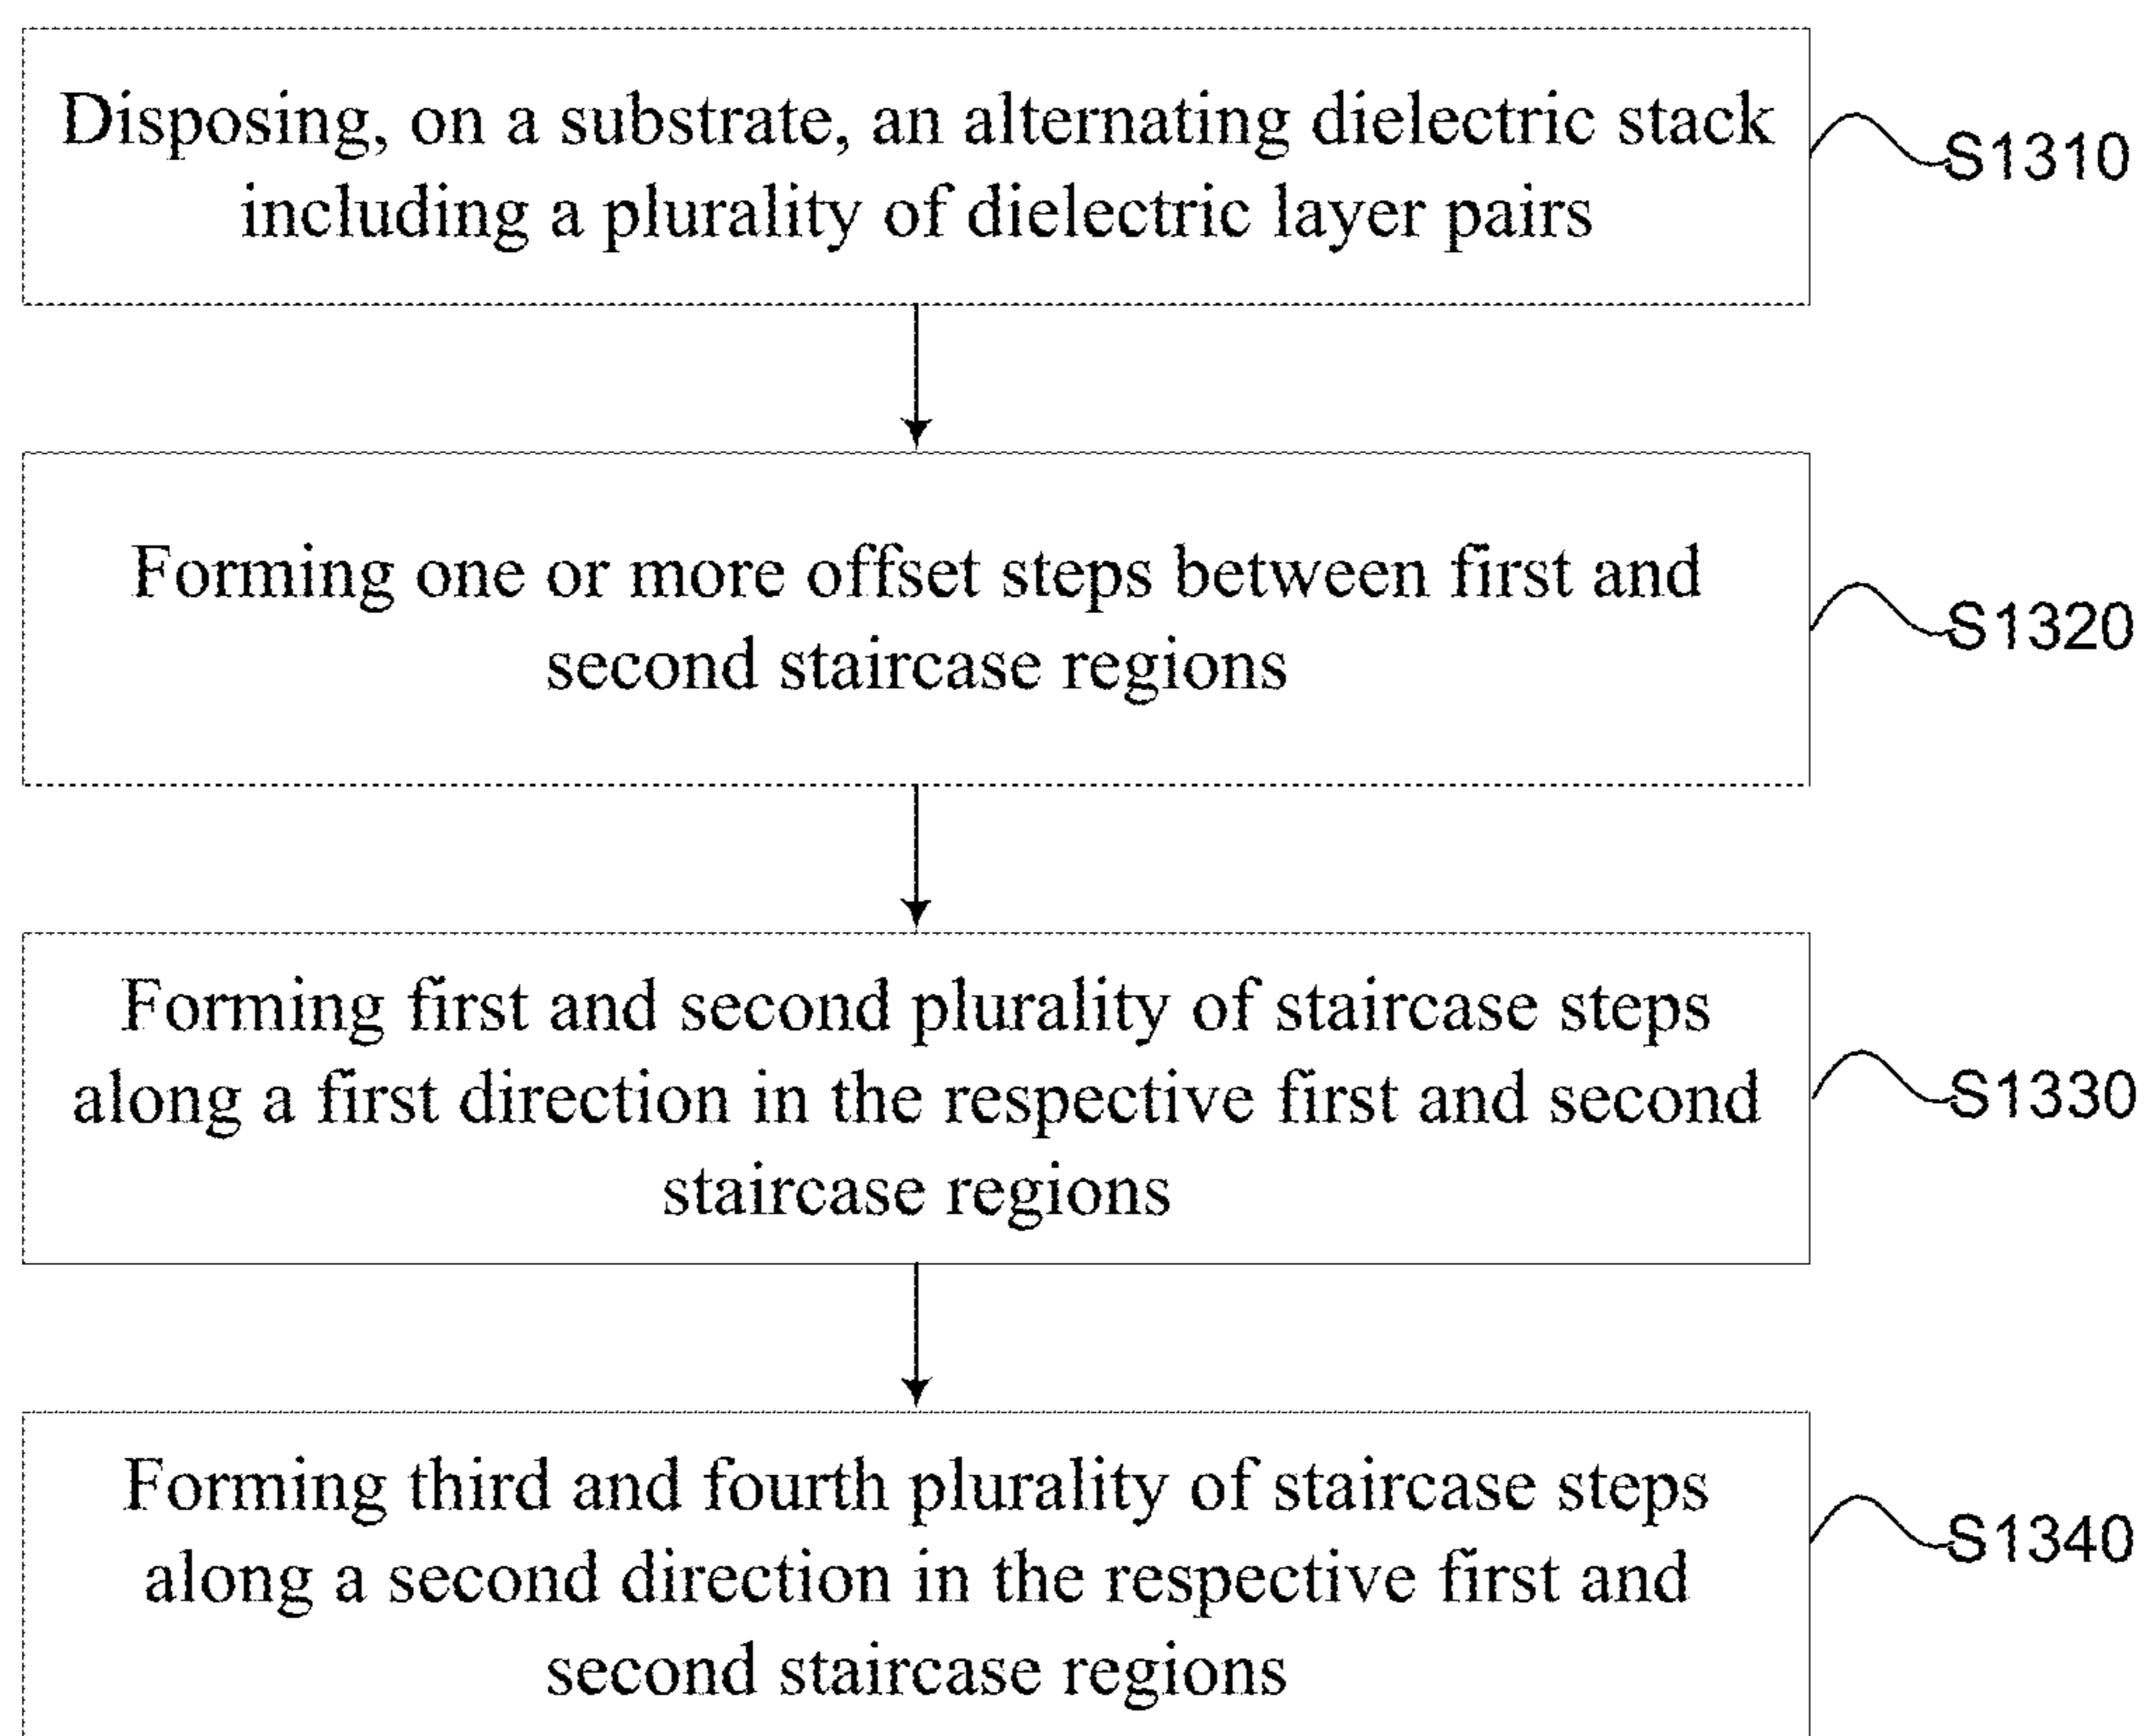 Disposing, on a substrate, an alternating dielectric stack
including a plurality of dielectric layer pairs
S1310
Forming one or more offset steps between first and
second staircase regions
S1320
Forming first and second plurality of staircase steps
along a first direction in the respective first and second
staircase regions
S1330
Forming third and fourth plurality of staircase steps
along a second direction in the respective first and
second staircase regions
S1340